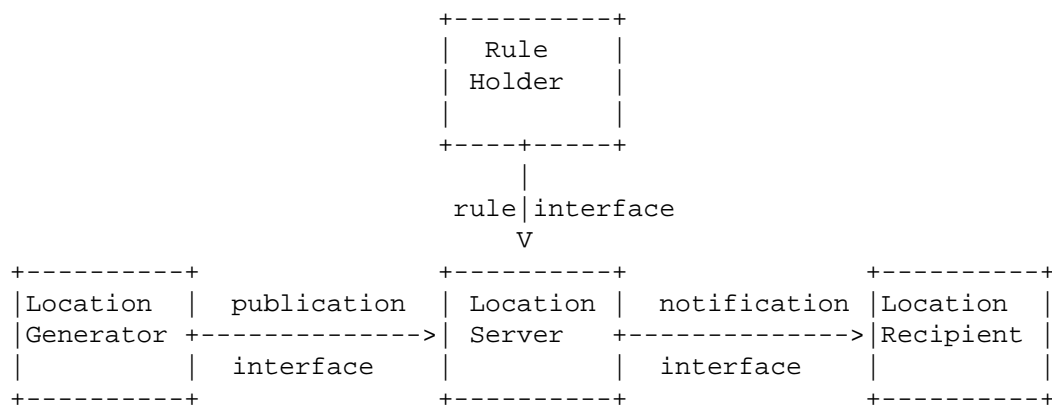 +----------+
|  Rule    |
| Holder   |
|          |
+----+-----+
|
rule|interface
V
+----------+                +----------+                +----------+
|Location  |  publication   | Location |  notification  |Location  |
|Generator +-------------->| Server   +-------------->|Recipient |
|          |  interface     |          |  interface     |          |
+----------+                +----------+                +----------+